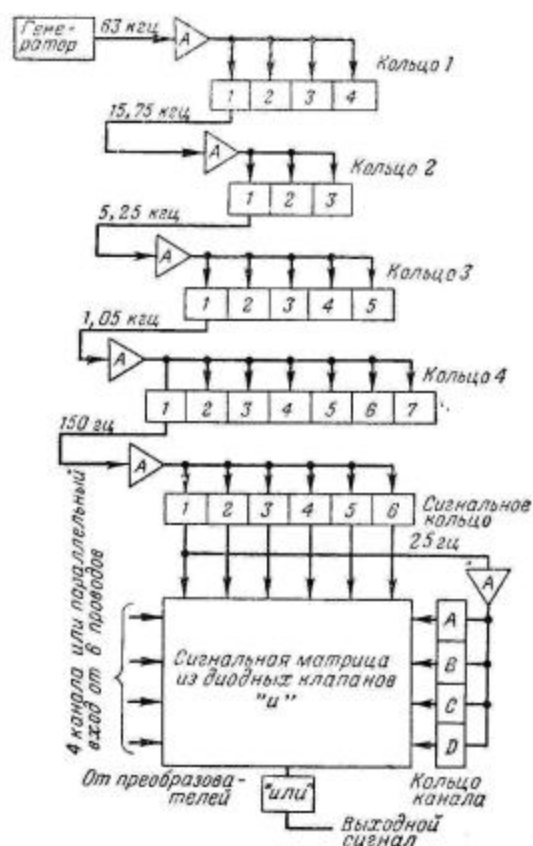 Гене-
ратор
63 кгц
А
Кольцо 1
1 2 3 4
15,75 кгц
А
Кольцо 2
1 2 3
5,25 кгц
А
Кольцо 3
1 2 3 4 5
1,05 кгц
А
Кольцо 4
1 2 3 4 5 6 7
150 гц
А
1 2 3 4 5 6
Сигнальное
кольцо
25 гц
А
4 канала или параллельный
вход от 6 проводов
Сигнальная матрица
из диодных клапанов
"и"
A
B
C
D
От преобразова-
телей
"или"
Кольцо
канала
Выходной
сигнал